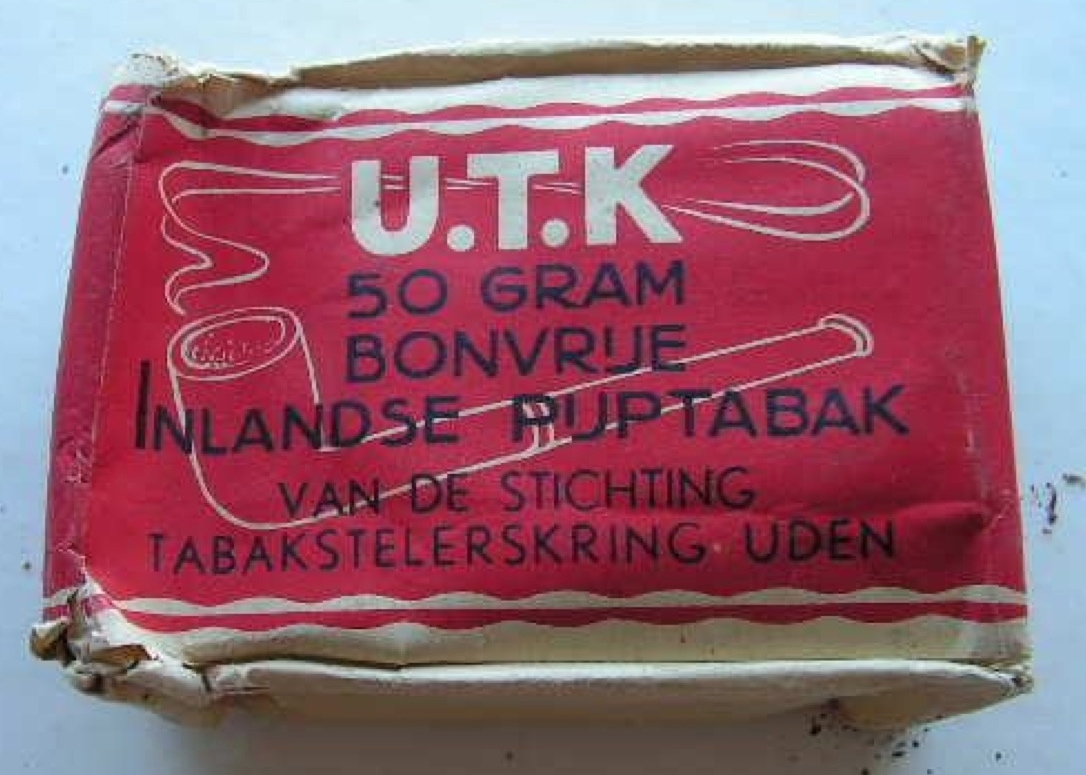 U.T.K
50 GRAM
BONVRIJE
INLANDSE PIJPTABAK
VAN DE STICHTING
TABAKSTELERSKRING UDEN